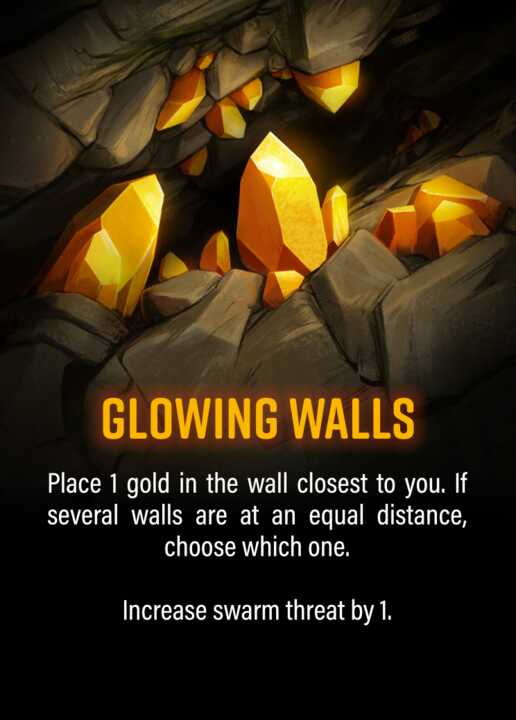 GLOWING WALLS
Place 1 gold in the wall closest to you. If
several walls are at an equal distance,
choose which one.
Increase swarm threat by 1.